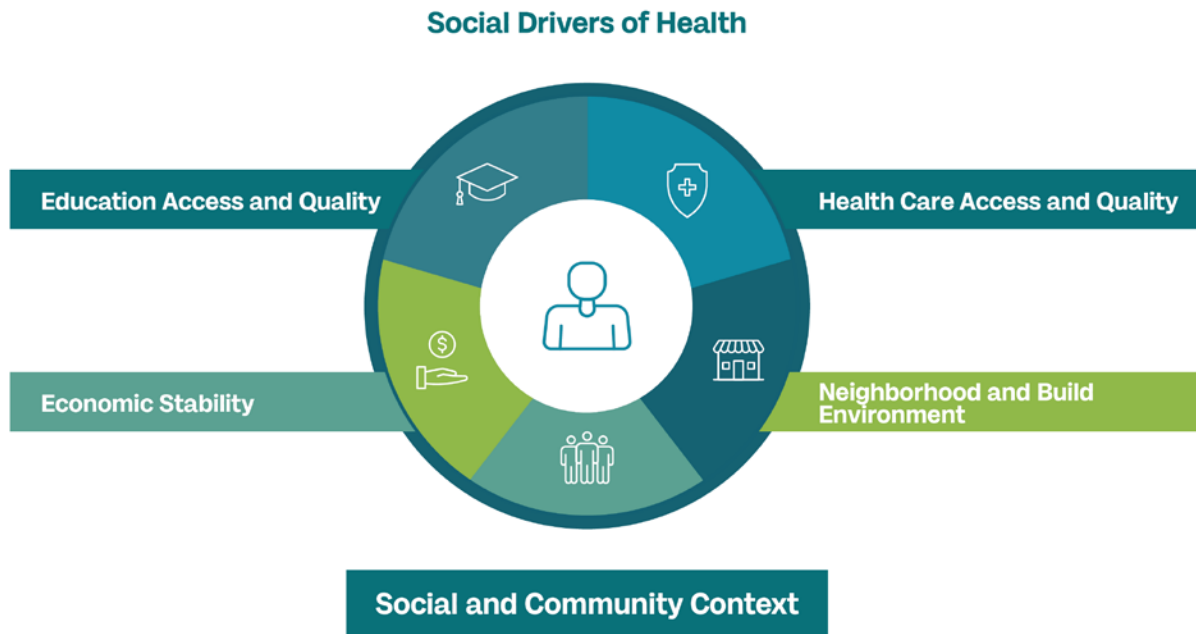 Social Drivers of Health
Education Access and Quality
Health Care Access and Quality
$
Economic Stability
Neighborhood and Build
Environment
Social and Community Context